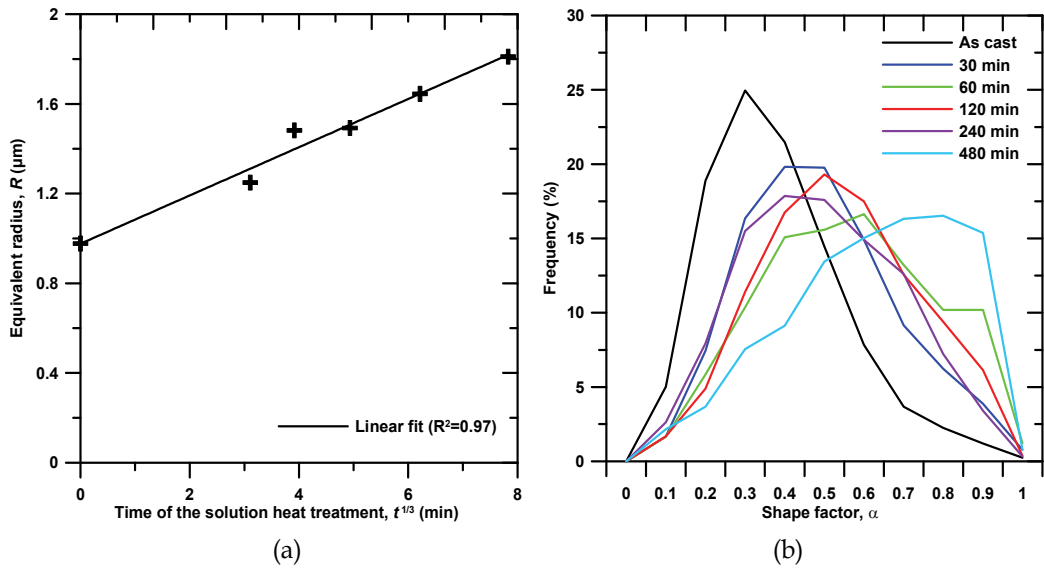 2
1.6
1.2
0.8
0.4
0
Equivalent radius, R (µm)
Linear fit (R²=0.97)
0 2 4 6 8
Time of the solution heat treatment, t^1/3 (min)
(a)
30
25
20
15
10
5
0
Frequency (%)
As cast
30 min
60 min
120 min
240 min
480 min
0 0.1 0.2 0.3 0.4 0.5 0.6 0.7 0.8 0.9 1
Shape factor, α
(b)